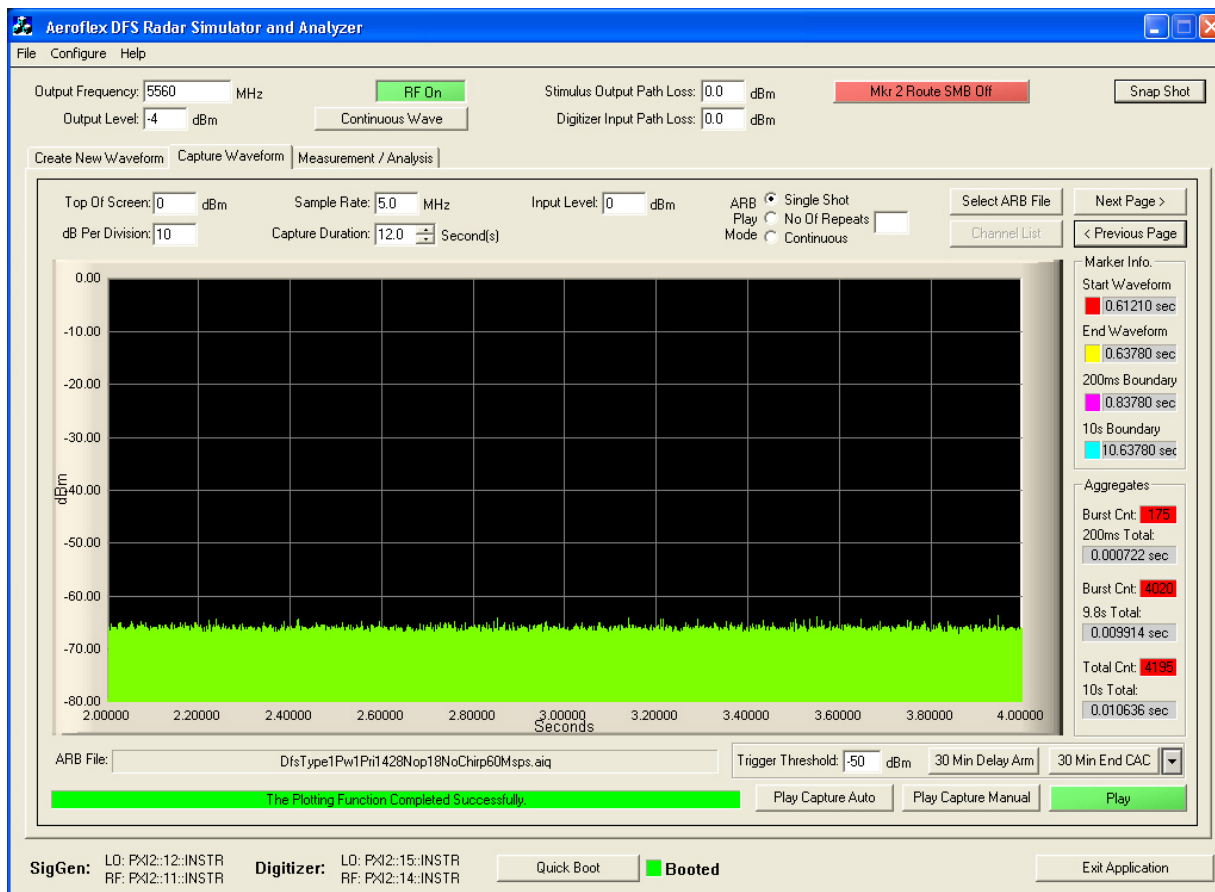 Aeroflex DFS Radar Simulator and Analyzer
File Configure Help
Output Frequency: 5560 MHz
RF On
Stimulus Output Path Loss: 0.0 dBm
Mkr 2 Route SMB Off
Snap Shot
Output Level: -4 dBm
Continuous Wave
Digitizer Input Path Loss: 0.0 dBm
Create New Waveform Capture Waveform Measurement / Analysis
Top Of Screen: 0 dBm
Sample Rate: 5.0 MHz
Input Level: 0 dBm
ARB Play Mode
Single Shot
No Of Repeats
Continuous
Select ARB File
Next Page >
dB Per Division: 10
Capture Duration: 12.0 Second(s)
Channel List
< Previous Page
0.00
-10.00
-20.00
-30.00
-40.00
-50.00
-60.00
-70.00
-80.00
dBm
2.00000 2.20000 2.40000 2.60000 2.80000 3.00000 3.20000 3.40000 3.60000 3.80000 4.00000
Seconds
Marker Info.
Start Waveform
0.61210 sec
End Waveform
0.63780 sec
200ms Boundary
0.83780 sec
10s Boundary
10.63780 sec
Aggregates
Burst Cnt: 175
200ms Total:
0.000722 sec
Burst Cnt: 4020
9.8s Total:
0.009914 sec
Total Cnt: 4195
10s Total:
0.010636 sec
ARB File: DfsType1Pw1Pri1428Nop18NoChirp60Msps.aiq
Trigger Threshold: -50 dBm
30 Min Delay Arm
30 Min End CAC
The Plotting Function Completed Successfully.
Play Capture Auto
Play Capture Manual
Play
SigGen: LO: PXI2::12::INSTR
RF: PXI2::11::INSTR
Digitizer: LO: PXI2::15::INSTR
RF: PXI2::14::INSTR
Quick Boot
Booted
Exit Application